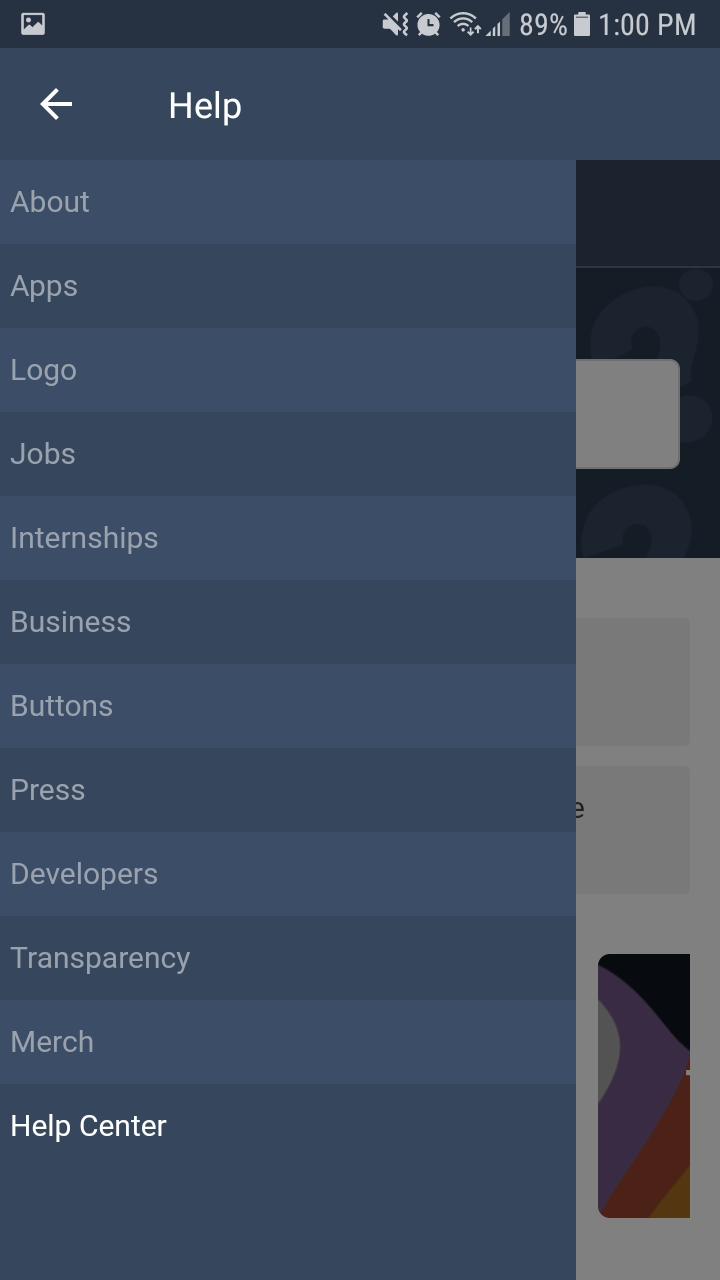 89% 1:00 PM
Help
About
Apps
Logo
Jobs
Internships
Business
Buttons
Press
e
Developers
Transparency
Merch
Help Center